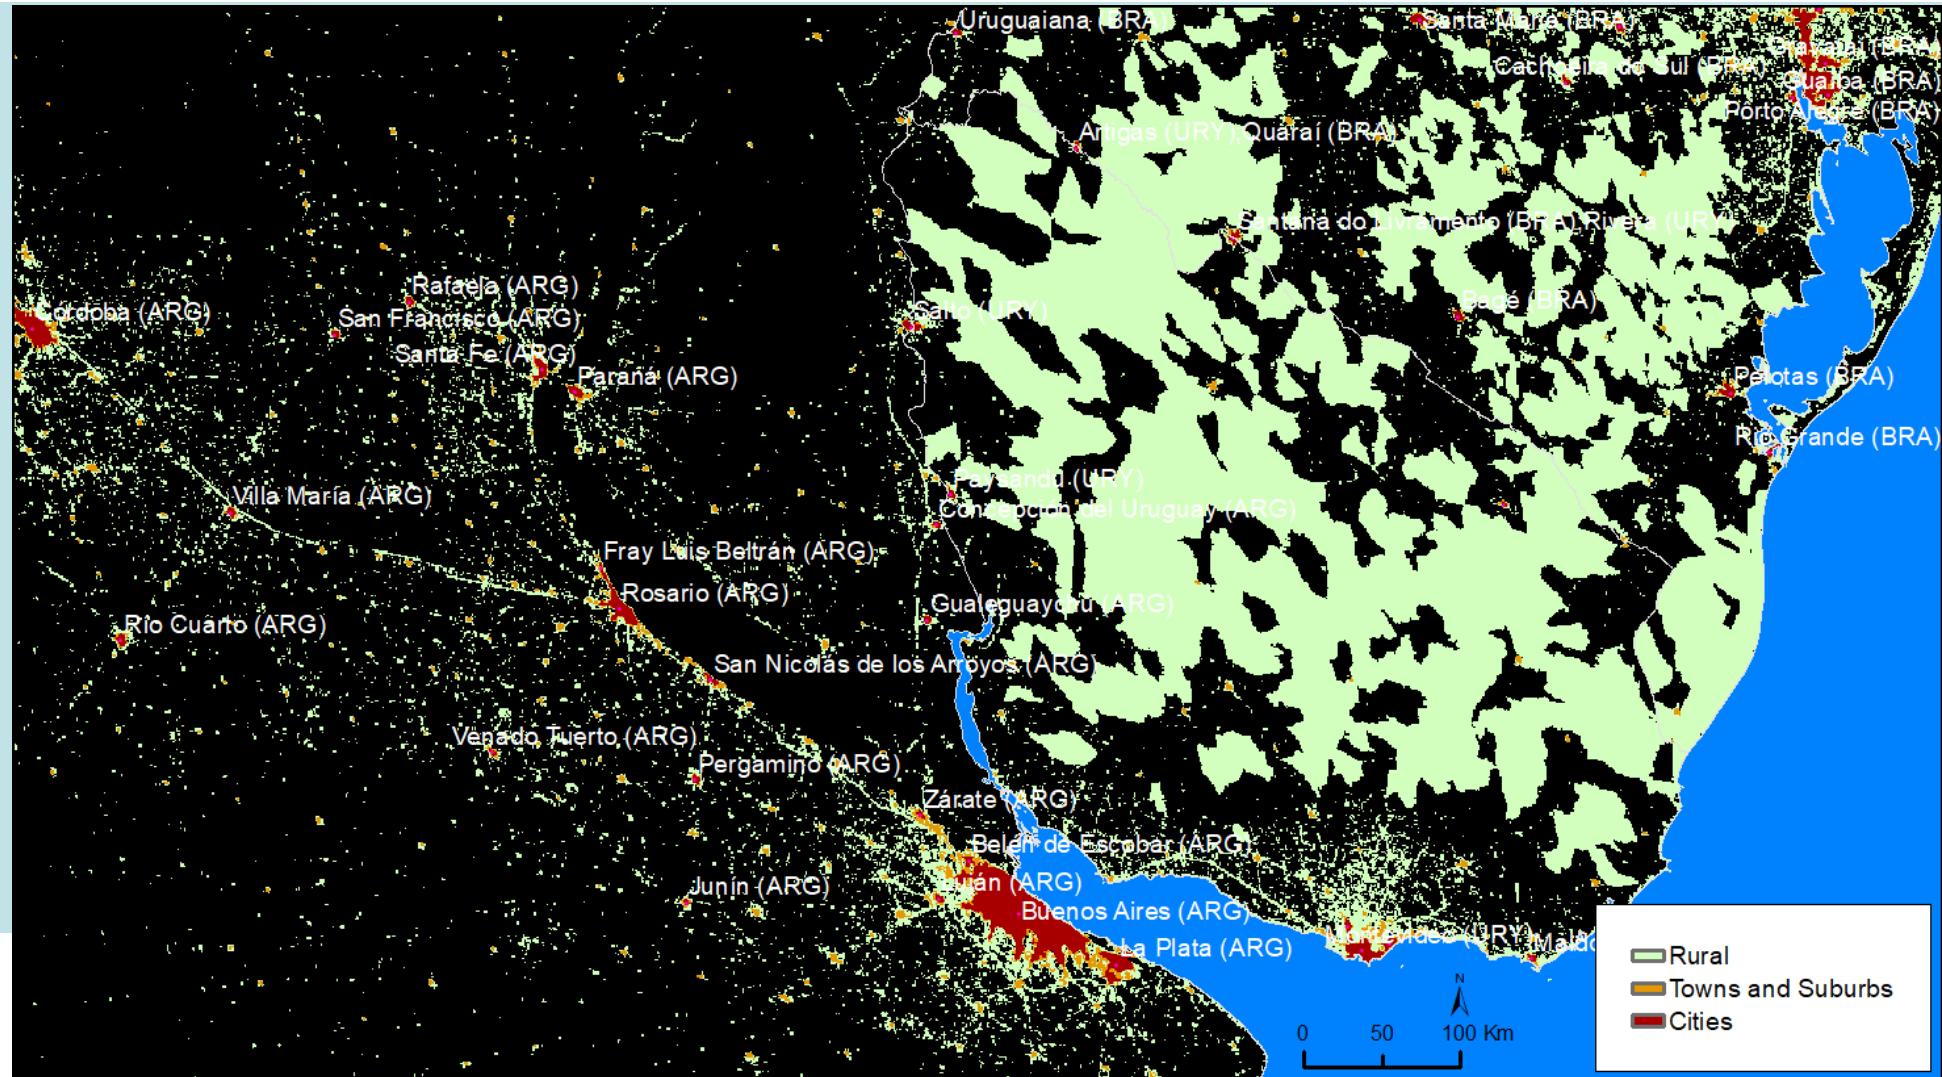 Uruguaiana (BRA)
Santa Maria (BRA)
Gravataí (BRA)
Cachoeira do Sul (BRA)
Guaíba (BRA)
Porto Alegre (BRA)
Artigas (URY);Quaraí (BRA)
Santana do Livramento (BRA);Rivera (URY)
Rafaela (ARG)
Córdoba (ARG)
San Francisco (ARG)
Salto (URY)
Bagé (BRA)
Santa Fe (ARG)
Paraná (ARG)
Pelotas (BRA)
Rio Grande (BRA)
Villa María (ARG)
Paysandú (URY)
Concepción del Uruguay (ARG)
Fray Luis Beltrán (ARG)
Rosario (ARG)
Gualeguaychú (ARG)
Río Cuarto (ARG)
San Nicolás de los Arroyos (ARG)
Venado Tuerto (ARG)
Pergamino (ARG)
Zárate (ARG)
Belén de Escobar (ARG)
Luján (ARG)
Junín (ARG)
Buenos Aires (ARG)
La Plata (ARG)
Montevideo (URY)
Maldo
Rural
Towns and Suburbs
Cities
N
0 50 100 Km